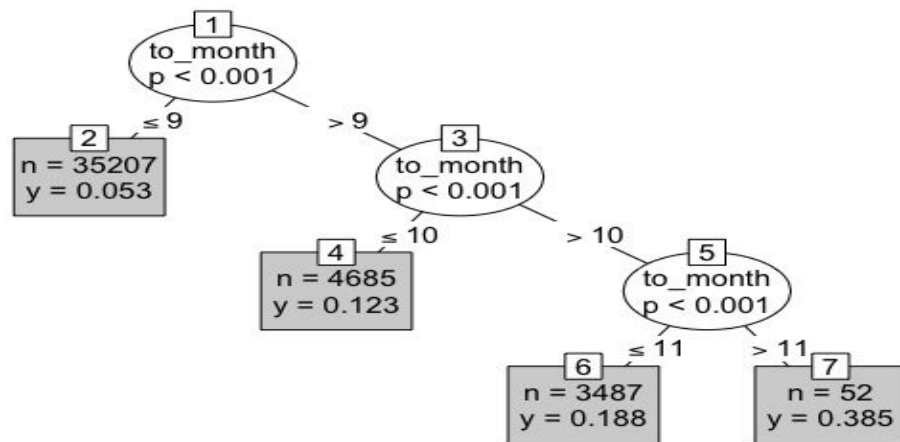 1
to_month
p < 0.001
≤ 9
> 9
2
n = 35207
y = 0.053
3
to_month
p < 0.001
≤ 10
> 10
4
n = 4685
y = 0.123
5
to_month
p < 0.001
≤ 11
> 11
6
n = 3487
y = 0.188
7
n = 52
y = 0.385